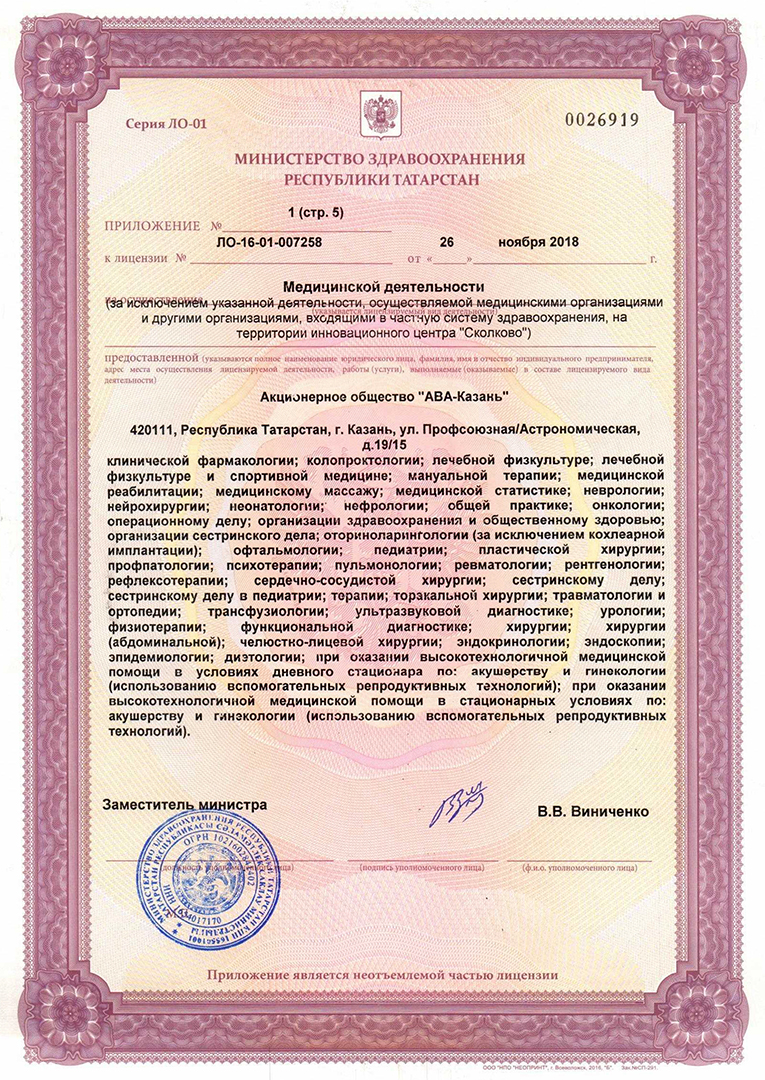 Серия ЛО-01
0026919
МИНИСТЕРСТВО ЗДРАВООХРАНЕНИЯ
РЕСПУБЛИКИ ТАТАРСТАН
ПРИЛОЖЕНИЕ № 1 (стр. 5)
к лицензии № ЛО-16-01-007258 от « 26 » ноября 2018 г.
Медицинской деятельности
на осуществление
(за исключением указанной деятельности, осуществляемой медицинскими организациями
(указывается лицензируемый вид деятельности)
и другими организациями, входящими в частную систему здравоохранения, на
территории инновационного центра "Сколково")
предоставленной (указываются полное наименование юридического лица, фамилия, имя и отчество индивидуального предпринимателя,
адрес места осуществления лицензируемой деятельности, работы (услуги), выполняемые (оказываемые) в составе лицензируемого вида
деятельности)
Акционерное общество "АВА-Казань"
420111, Республика Татарстан, г. Казань, ул. Профсоюзная/Астрономическая,
д.19/15
клинической фармакологии; колопроктологии; лечебной физкультуре; лечебной
физкультуре и спортивной медицине; мануальной терапии; медицинской
реабилитации; медицинскому массажу; медицинской статистике; неврологии;
нейрохирургии; неонатологии; нефрологии; общей практике; онкологии;
операционному делу; организации здравоохранения и общественному здоровью;
организации сестринского дела; оториноларингологии (за исключением кохлеарной
имплантации); офтальмологии; педиатрии; пластической хирургии;
профпатологии; психотерапии; пульмонологии; ревматологии; рентгенологии;
рефлексотерапии; сердечно-сосудистой хирургии; сестринскому делу;
сестринскому делу в педиатрии; терапии; торакальной хирургии; травматологии и
ортопедии; трансфузиологии; ультразвуковой диагностике; урологии;
физиотерапии; функциональной диагностике; хирургии; хирургии
(абдоминальной); челюстно-лицевой хирургии; эндокринологии; эндоскопии;
эпидемиологии; диэтологии; при оказании высокотехнологичной медицинской
помощи в условиях дневного стационара по: акушерству и гинекологии
(использованию вспомогательных репродуктивных технологий); при оказании
высокотехнологичной медицинской помощи в стационарных условиях по:
акушерству и гинекологии (использованию вспомогательных репродуктивных
технологий).
Заместитель министра
В.В. Виниченко
(должность уполномоченного лица)
(подпись уполномоченного лица)
(ф.и.о. уполномоченного лица)
МИНИСТЕРСТВО ЗДРАВООХРАНЕНИЯ РЕСПУБЛИКИ ТАТАРСТАН
ТАТАРСТАН РЕСПУБЛИКАСЫ СӘЛАМӘТЛЕК САКЛАУ МИНИСТРЛЫГЫ
Приложение является неотъемлемой частью лицензии
ООО "НПО "НЕОПРИНТ", г. Всеволожск, 2016, "Б". Зак.№СП-291.